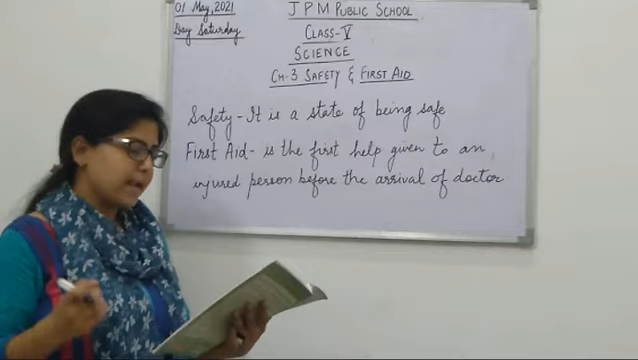 01 May, 2021
Day Saturday
J P M PUBLIC SCHOOL
CLASS-V
SCIENCE
CH-3 SAFETY & FIRST AID
Safety - It is a state of being safe
First Aid - is the first help given to an
injured person before the arrival of doctor